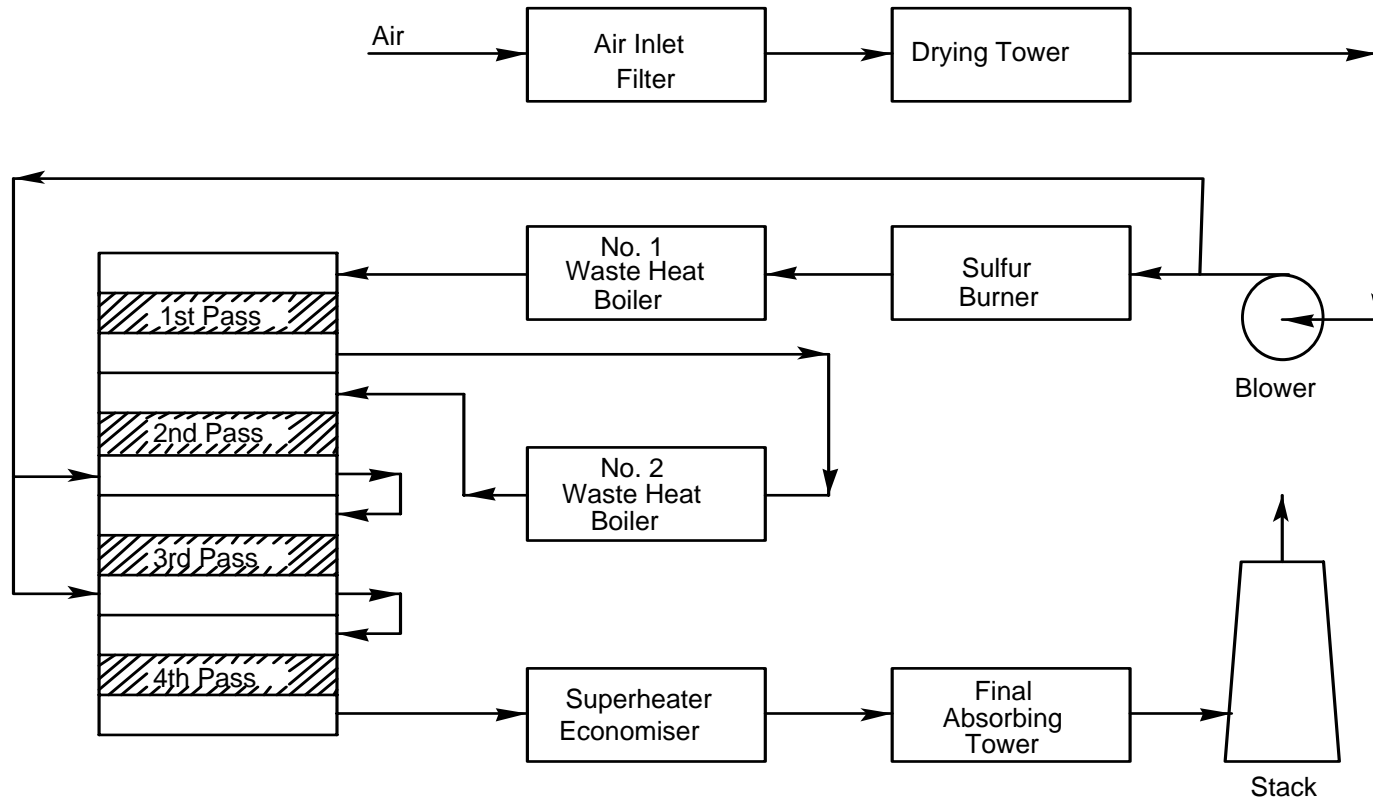 Air
Air Inlet
Filter
Drying Tower
No. 1
Waste Heat
Boiler
Sulfur
Burner
1st Pass
Blower
2nd Pass
No. 2
Waste Heat
Boiler
3rd Pass
4th Pass
Superheater
Economiser
Final
Absorbing
Tower
Stack